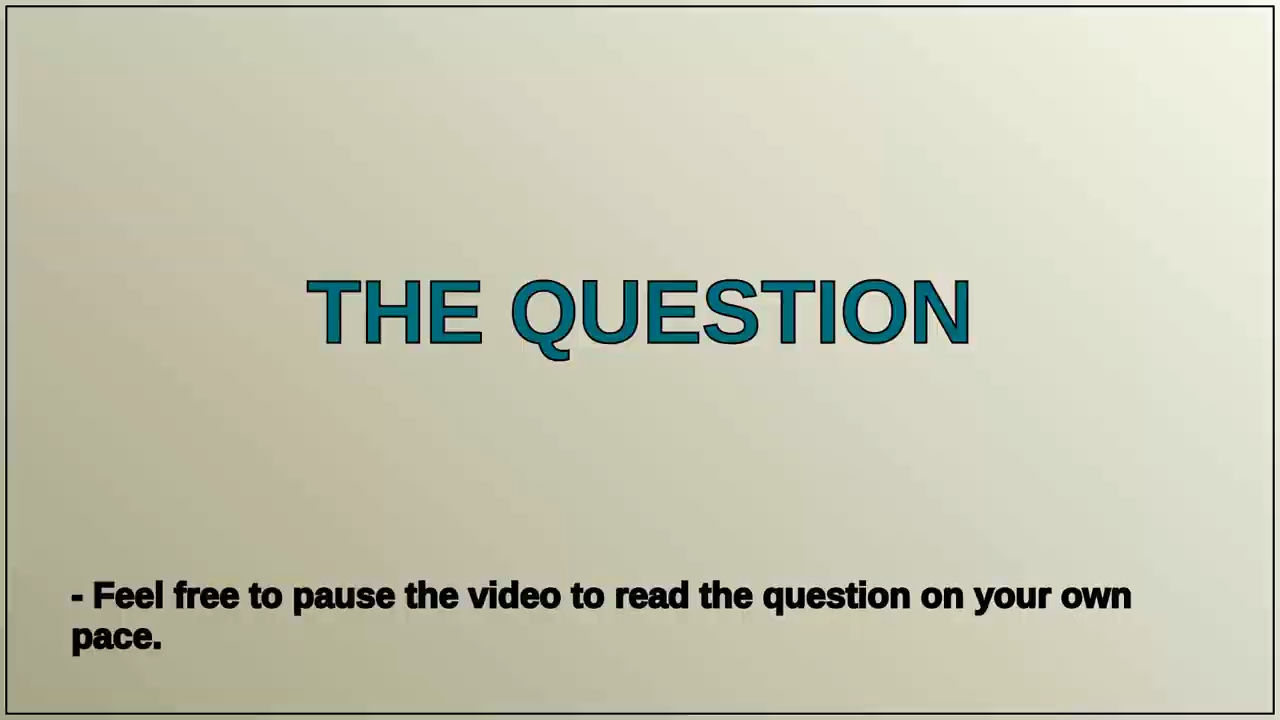 THE QUESTION
- Feel free to pause the video to read the question on your own
pace.